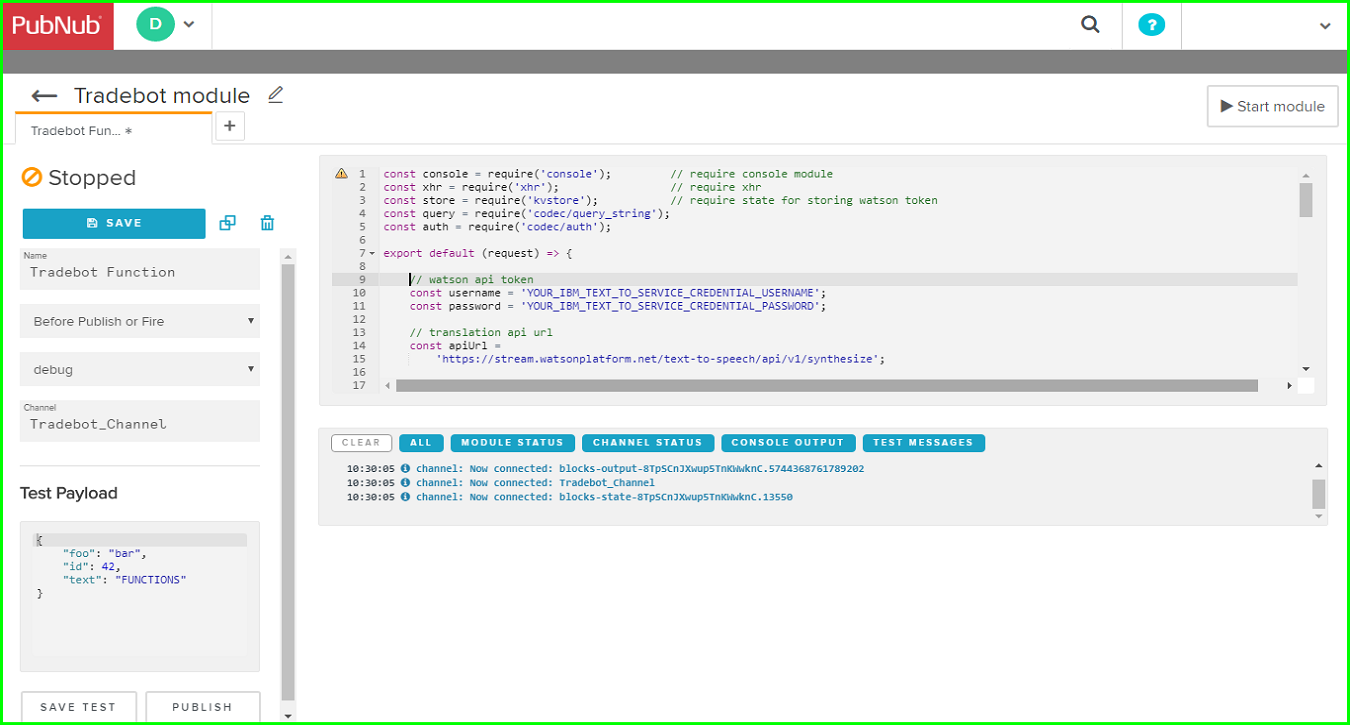 PubNub
D
?
Tradebot module
Start module
Tradebot Fun... *
+
Stopped
SAVE
Name
Tradebot Function
Before Publish or Fire
debug
Channel
Tradebot_Channel
Test Payload
{
"foo": "bar",
"id": 42,
"text": "FUNCTIONS"
}
SAVE TEST
PUBLISH
1 const console = require('console'); // require console module
2 const xhr = require('xhr'); // require xhr
3 const store = require('kvstore'); // require state for storing watson token
4 const query = require('codec/query_string');
5 const auth = require('codec/auth');
6
7 export default (request) => {
8
9 // watson api token
10 const username = 'YOUR_IBM_TEXT_TO_SERVICE_CREDENTIAL_USERNAME';
11 const password = 'YOUR_IBM_TEXT_TO_SERVICE_CREDENTIAL_PASSWORD';
12
13 // translation api url
14 const apiUrl =
15 'https://stream.watsonplatform.net/text-to-speech/api/v1/synthesize';
16
17
CLEAR ALL MODULE STATUS CHANNEL STATUS CONSOLE OUTPUT TEST MESSAGES
10:30:05 channel: Now connected: blocks-output-8TpSCnJXwup5TnKWwknC.5744368761789202
10:30:05 channel: Now connected: Tradebot_Channel
10:30:05 channel: Now connected: blocks-state-8TpSCnJXwup5TnKWwknC.13550